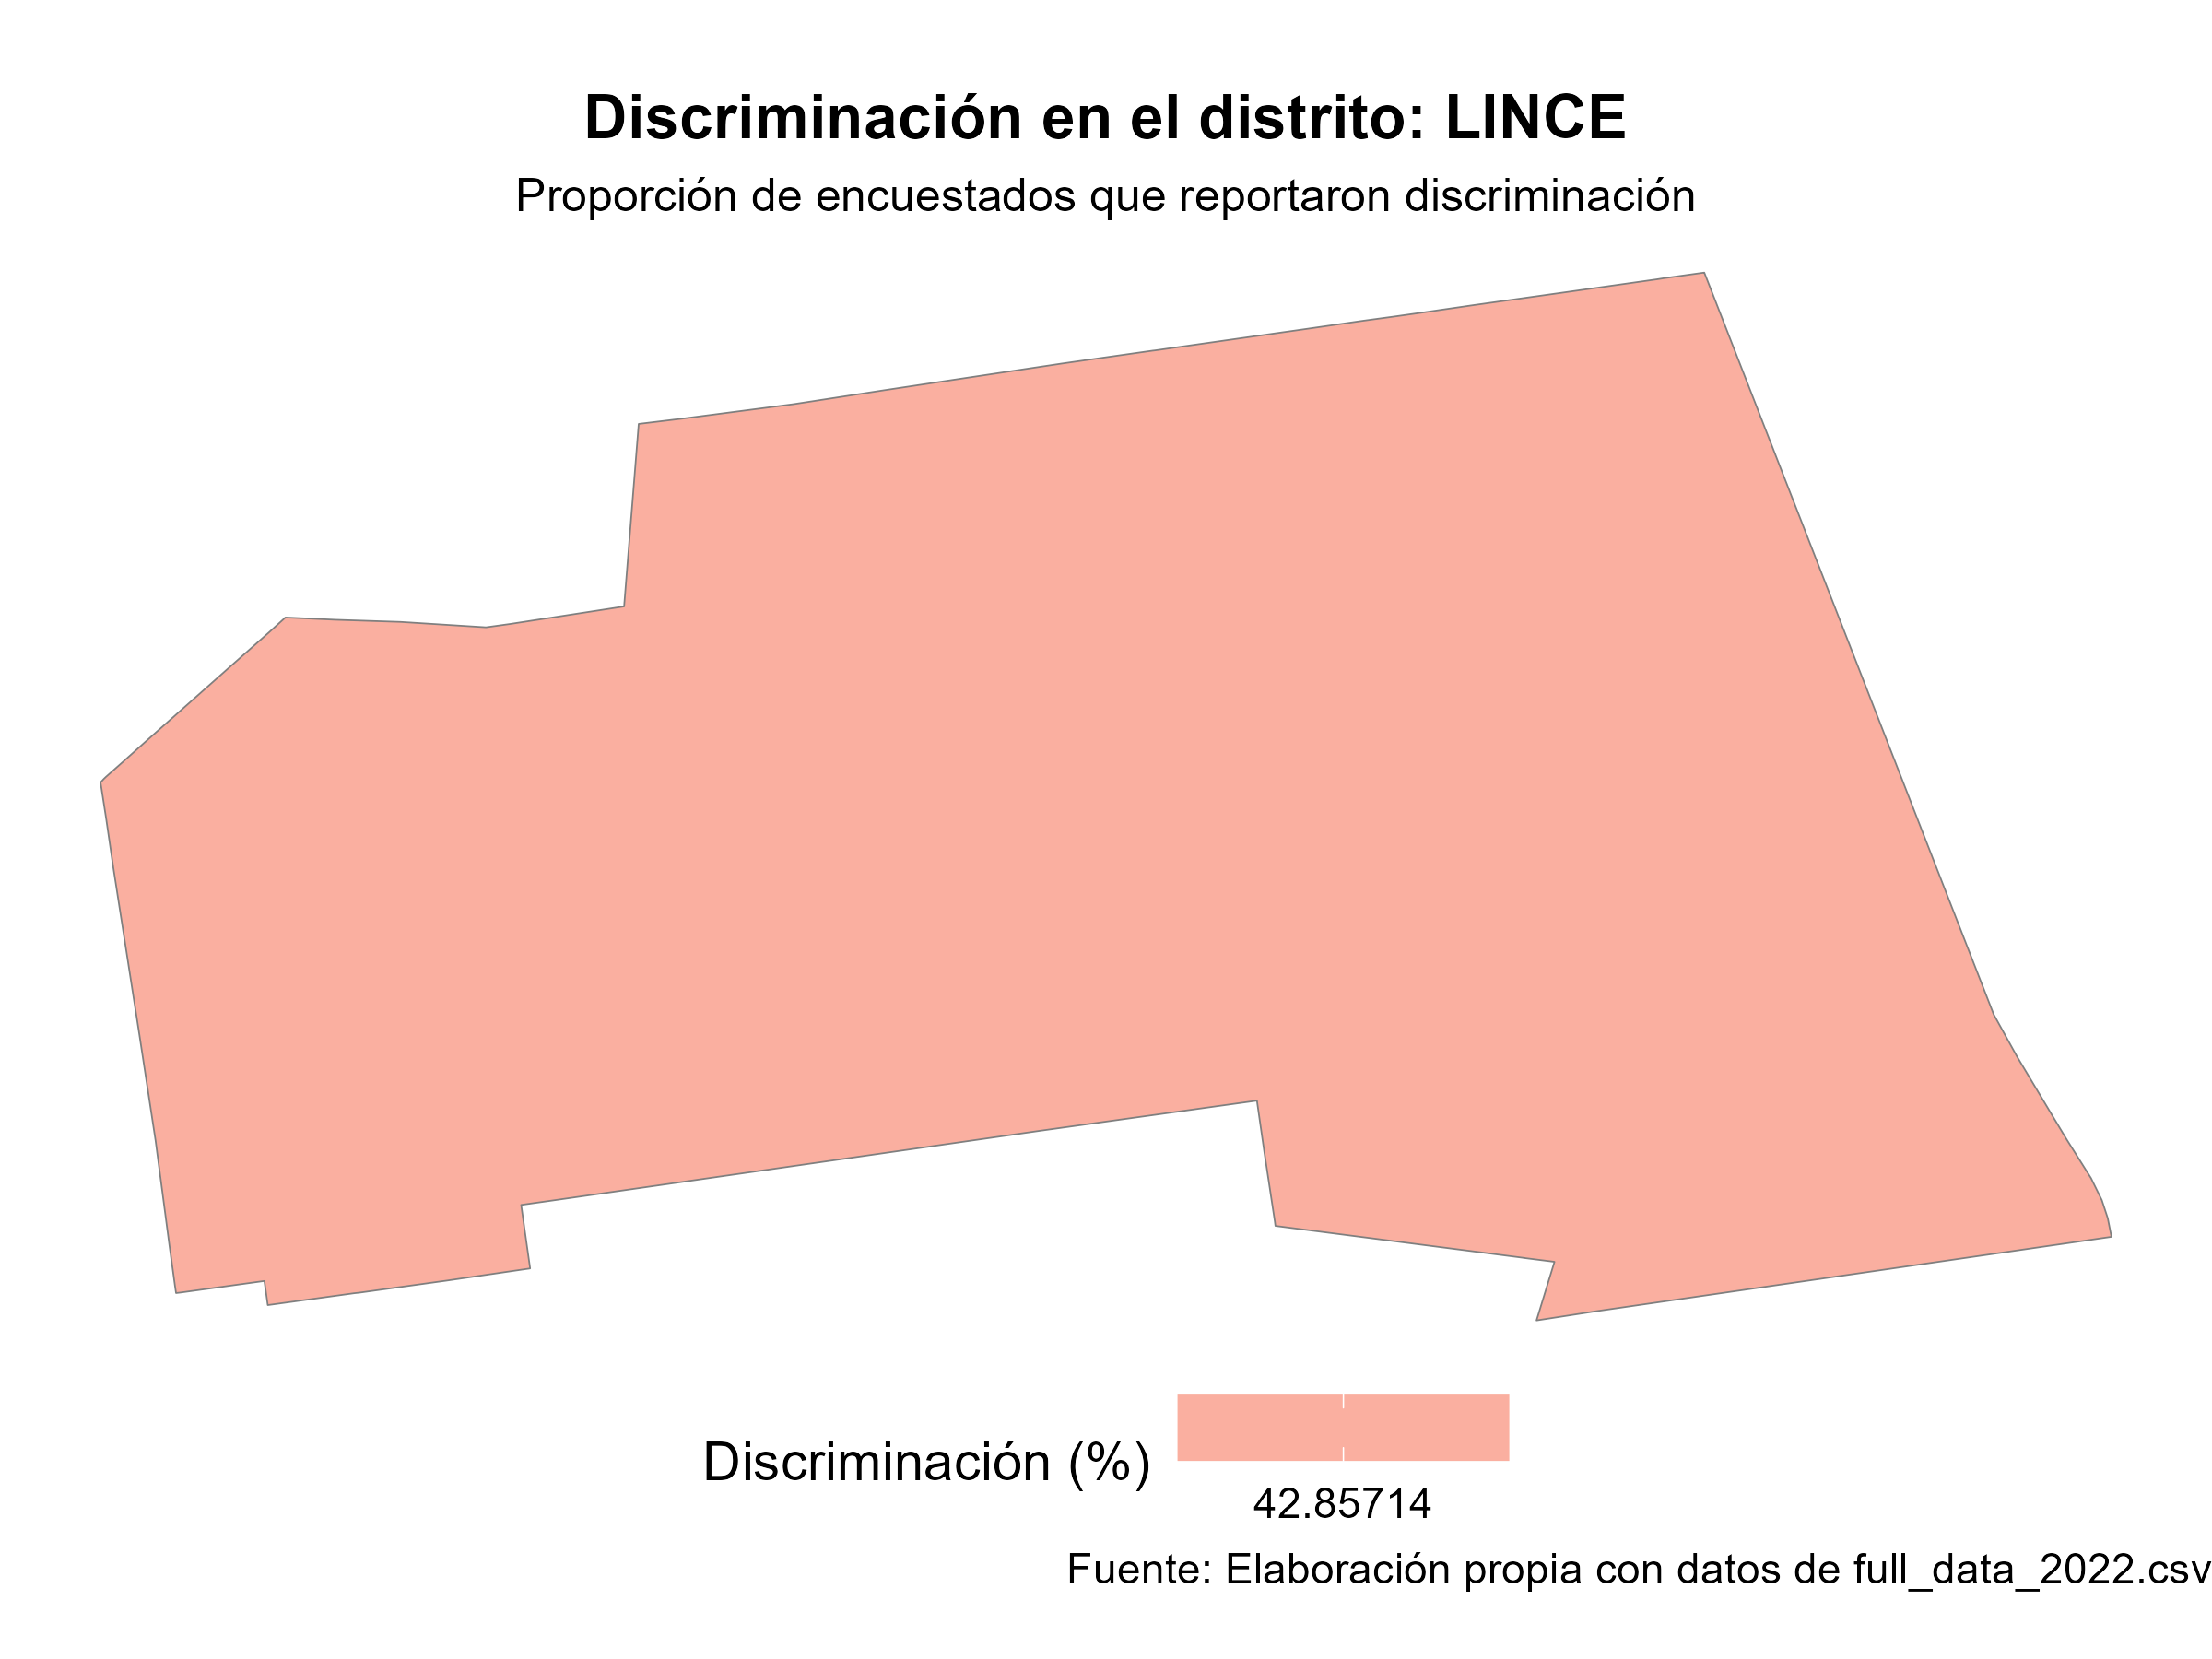 Discriminación en el distrito: LINCE
Proporción de encuestados que reportaron discriminación
Discriminación (%)
42.85714
Fuente: Elaboración propia con datos de full_data_2022.csv